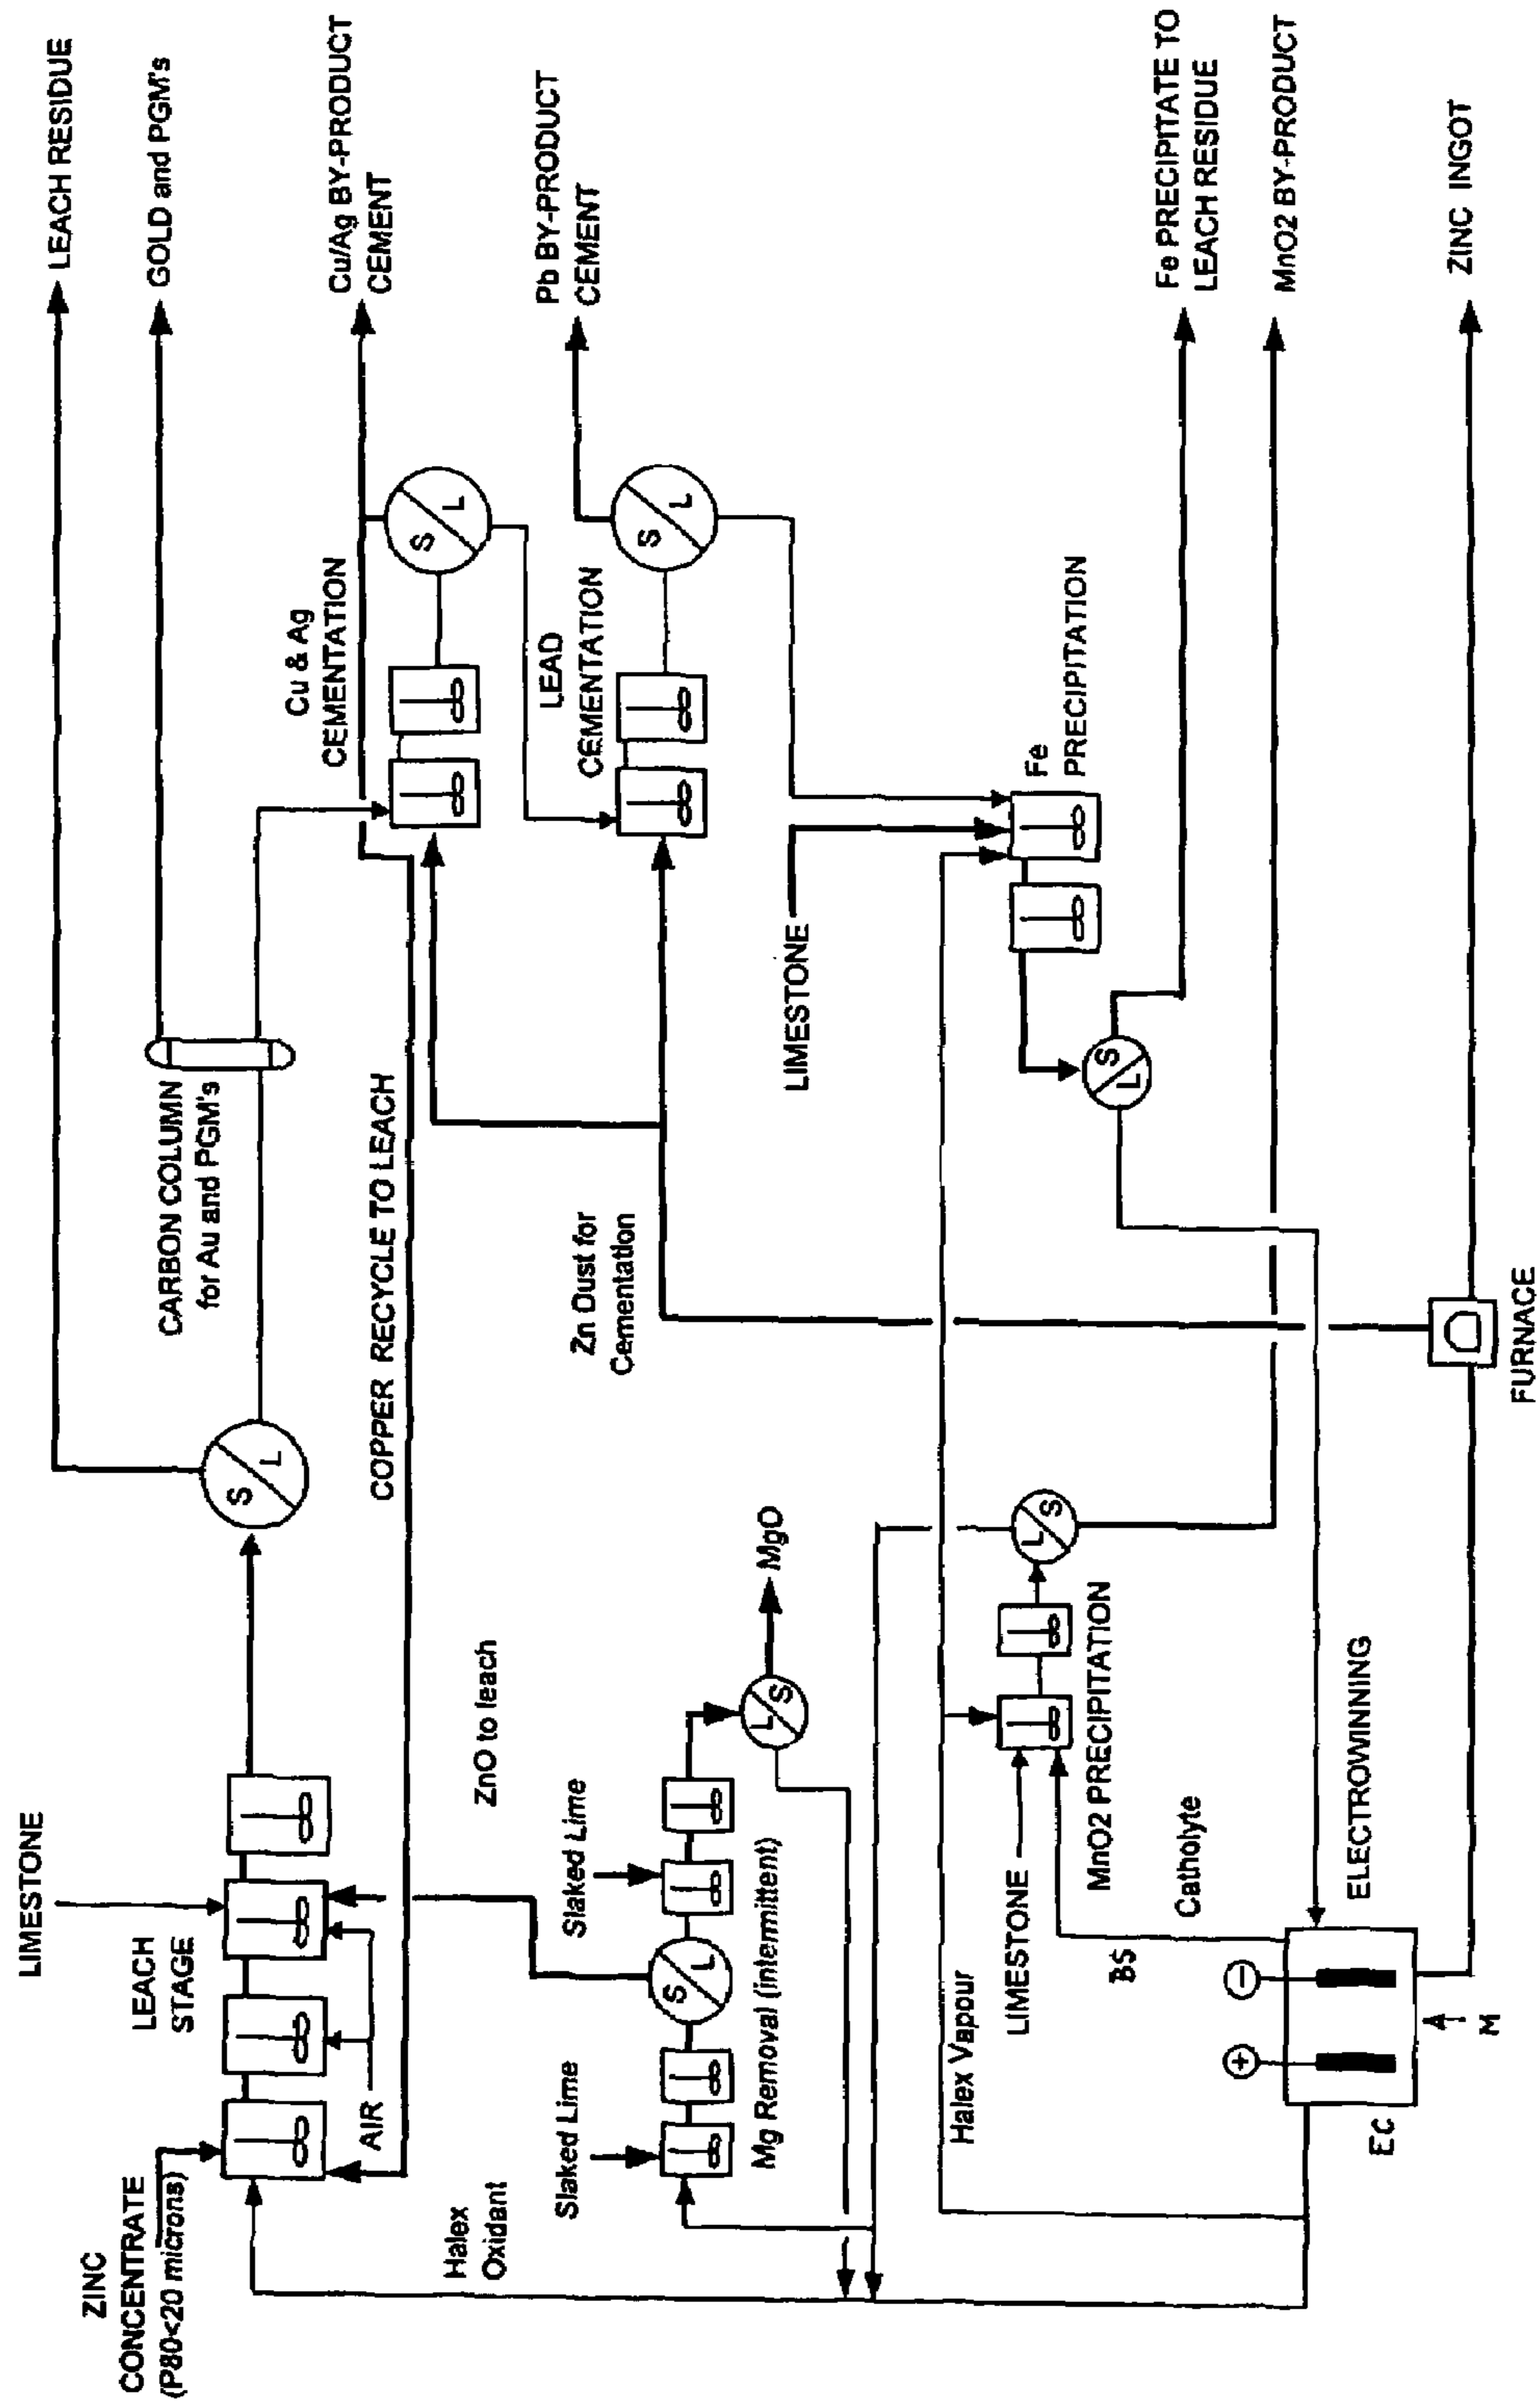 ZINC
CONCENTRATE
(P80<20 microns)
LIMESTONE
LEACH
STAGE
AIR
Halex
Oxidant
S
L
LEACH RESIDUE
CARBON COLUMN
for Au and PGM's
GOLD and PGM's
COPPER RECYCLE TO LEACH
Cu & Ag
CEMENTATION
S
L
Cu/Ag BY-PRODUCT
CEMENT
ZnO to leach
Slaked Lime
Slaked Lime
S
L
Mg Removal (intermittent)
L
S
MgO
Zn Dust for
Cementation
LEAD
CEMENTATION
S
L
Pb BY-PRODUCT
CEMENT
LIMESTONE
Fe
PRECIPITATION
S
L
Fe PRECIPITATE TO
LEACH RESIDUE
Halex Vapour
LIMESTONE
MnO2 PRECIPITATION
L
S
MnO2 BY-PRODUCT
BS
Catholyte
+
-
EC
M
ELECTROWINNING
FURNACE
ZINC INGOT